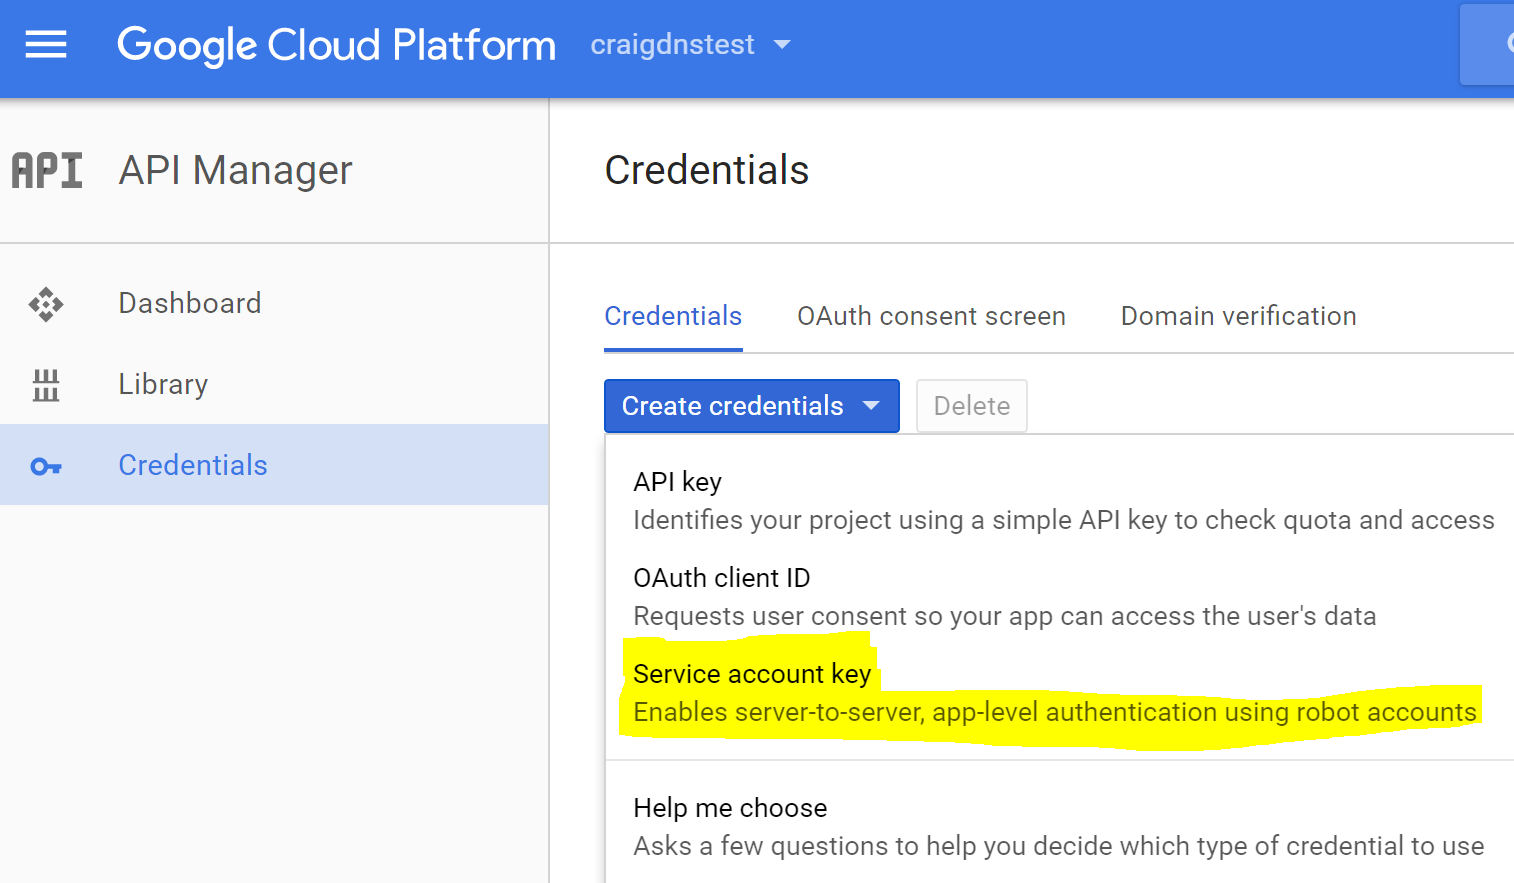 Google Cloud Platform craigdnstest
API API Manager
Credentials
Dashboard
Library
Credentials
Credentials OAuth consent screen Domain verification
Create credentials Delete
API key
Identifies your project using a simple API key to check quota and access
OAuth client ID
Requests user consent so your app can access the user's data
Service account key
Enables server-to-server, app-level authentication using robot accounts
Help me choose
Asks a few questions to help you decide which type of credential to use